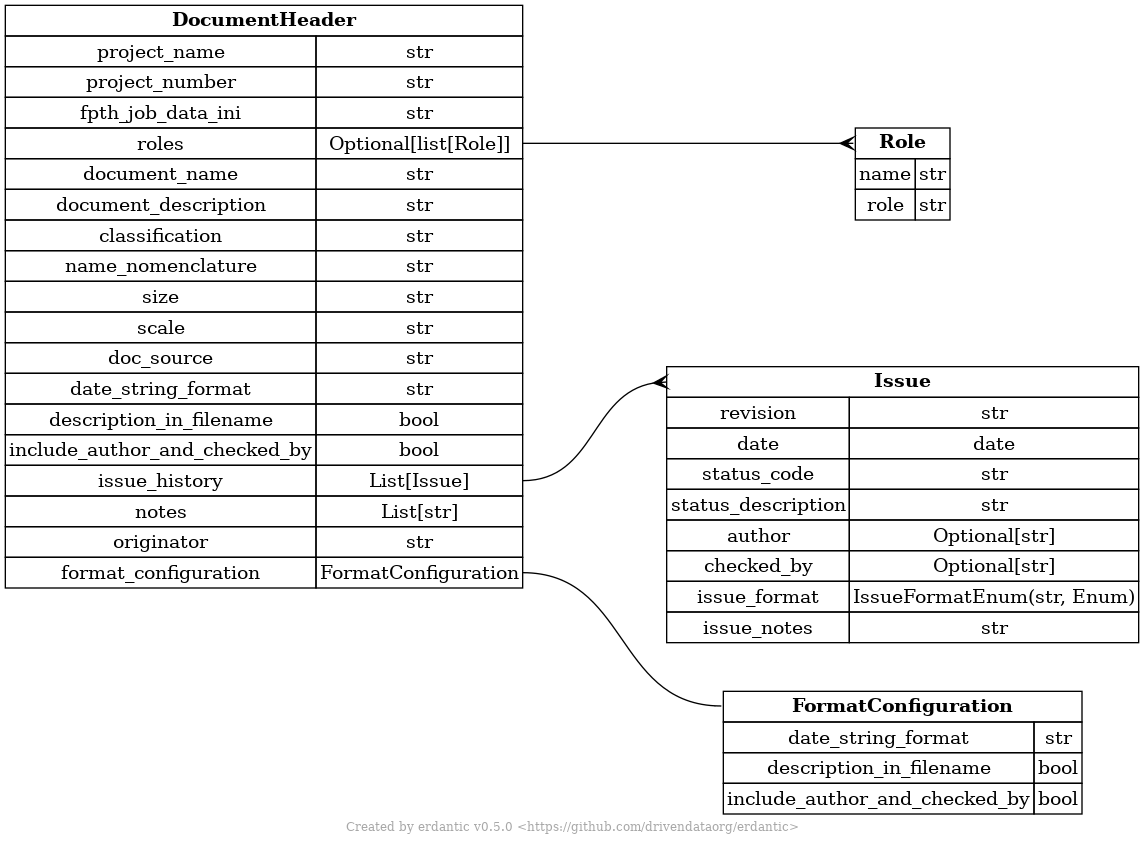 DocumentHeader
project_name str
project_number str
fpth_job_data_ini str
roles Optional[list[Role]]
document_name str
document_description str
classification str
name_nomenclature str
size str
scale str
doc_source str
date_string_format str
description_in_filename bool
include_author_and_checked_by bool
issue_history List[Issue]
notes List[str]
originator str
format_configuration FormatConfiguration
Role
name str
role str
Issue
revision str
date date
status_code str
status_description str
author Optional[str]
checked_by Optional[str]
issue_format IssueFormatEnum(str, Enum)
issue_notes str
FormatConfiguration
date_string_format str
description_in_filename bool
include_author_and_checked_by bool
Created by erdantic v0.5.0 <https://github.com/drivendataorg/erdantic>